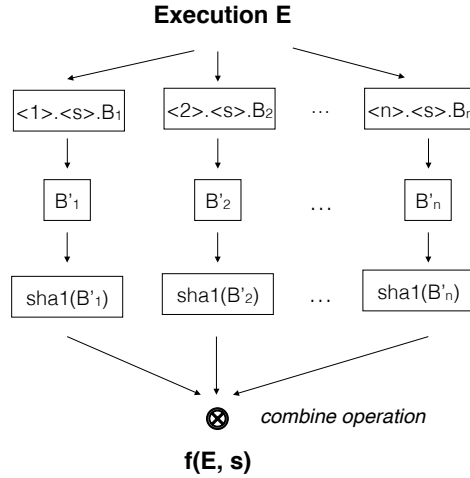 Execution E
<1>.<s>.B₁ <2>.<s>.B₂ ... <n>.<s>.Bₙ
B'₁ B'₂ ... B'ₙ
sha1(B'₁) sha1(B'₂) ... sha1(B'ₙ)
⊗ combine operation
f(E, s)